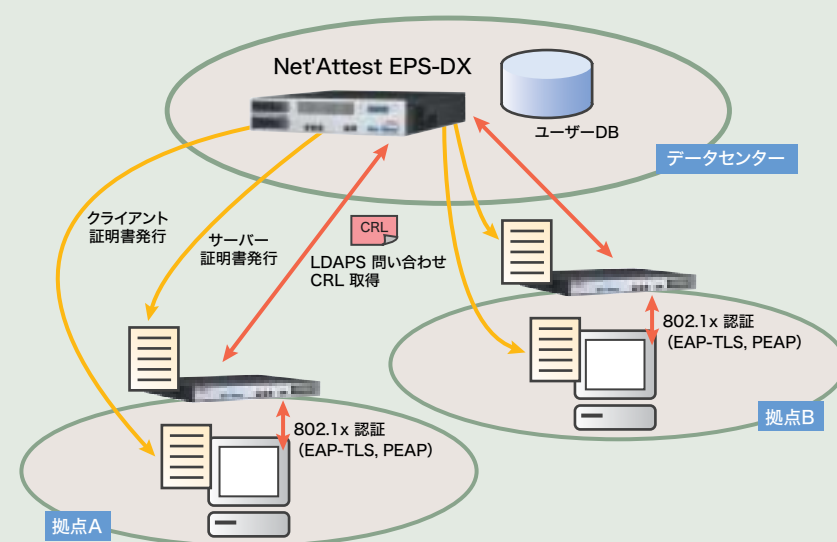 Net'Attest EPS-DX
ユーザーDB
データセンター
クライアント
証明書発行
サーバー
証明書発行
CRL
LDAPS 問い合わせ
CRL 取得
802.1x 認証
（EAP-TLS, PEAP）
拠点B
802.1x 認証
（EAP-TLS, PEAP）
拠点A